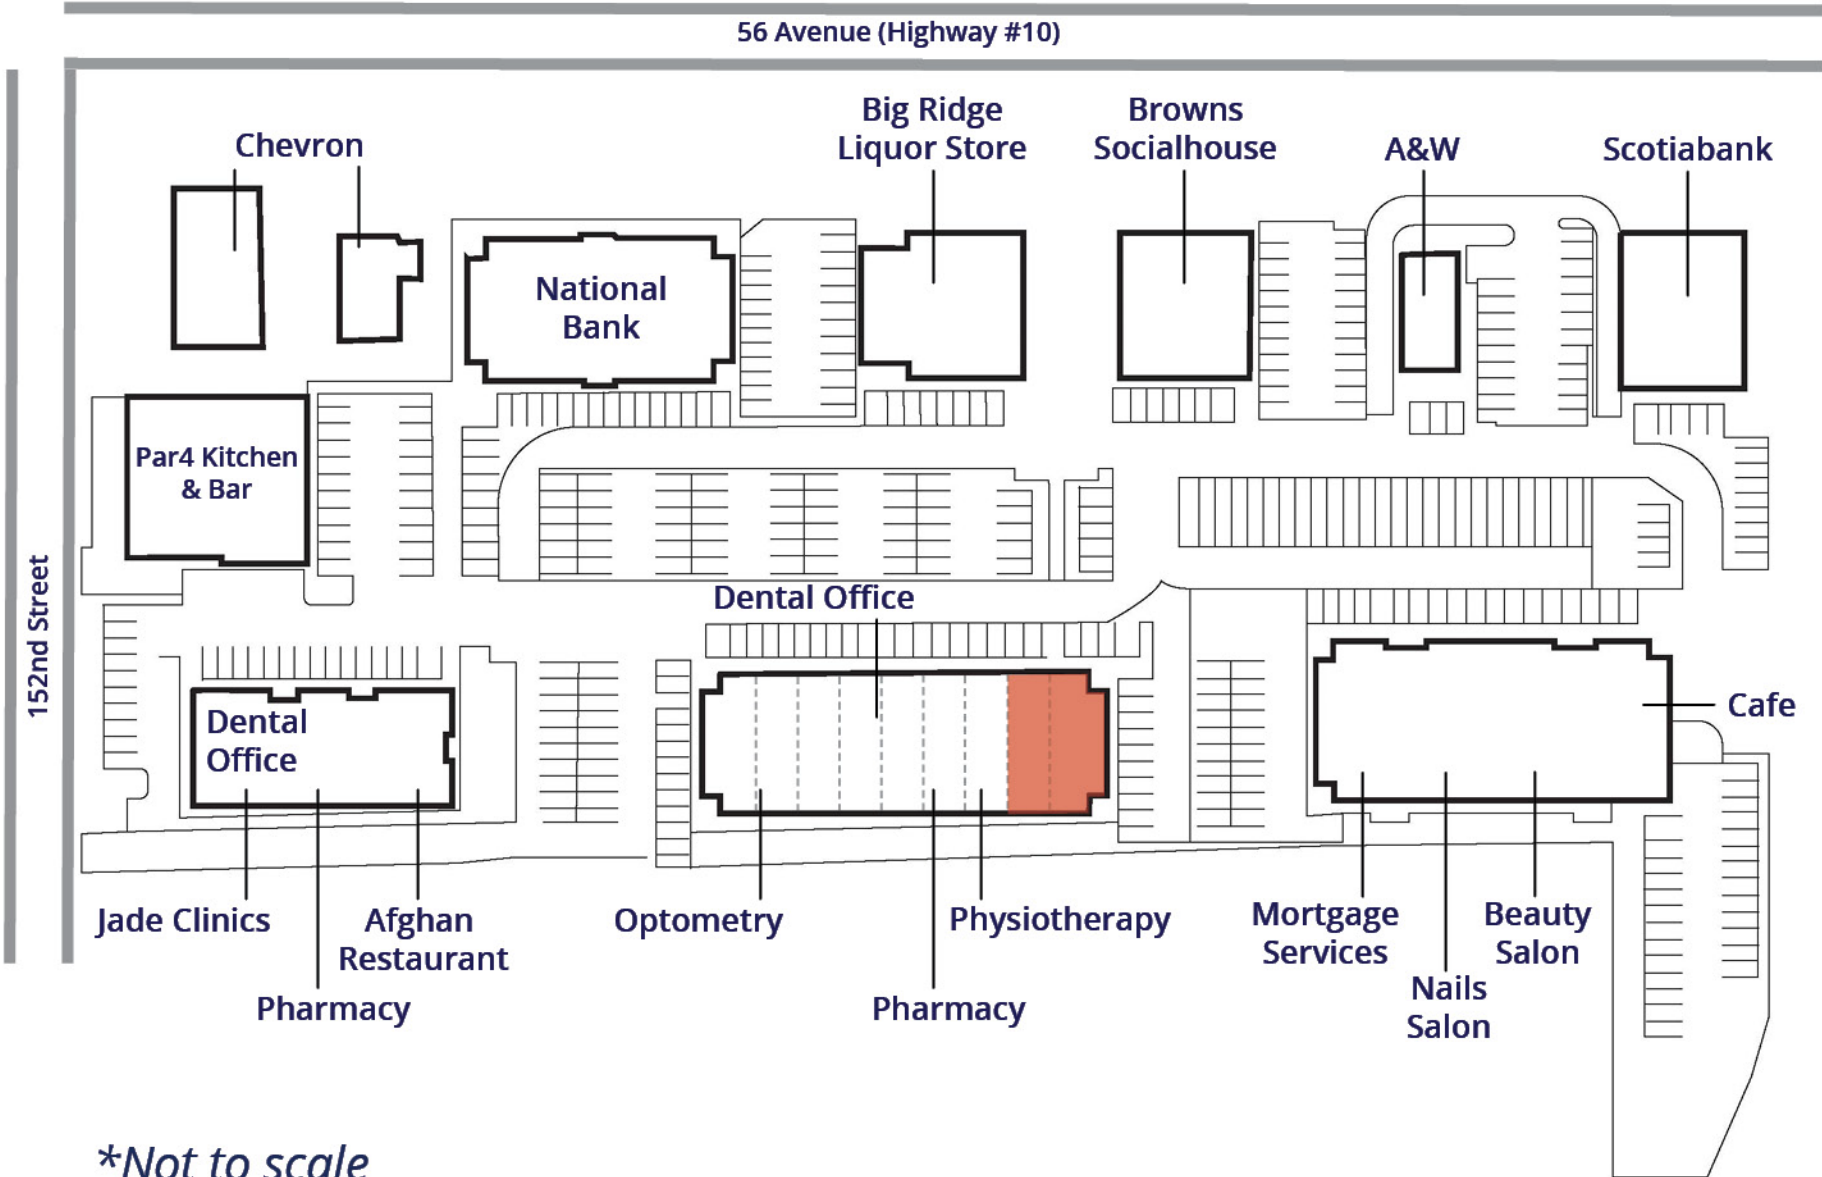 56 Avenue (Highway #10)
Big Ridge
Liquor Store
Browns
Socialhouse
Chevron
A&W
Scotiabank
National
Bank
Par4 Kitchen
& Bar
152nd Street
Dental Office
Dental
Office
Cafe
Jade Clinics
Afghan
Restaurant
Pharmacy
Optometry
Physiotherapy
Pharmacy
Mortgage
Services
Beauty
Salon
Nails
Salon
*Not to scale